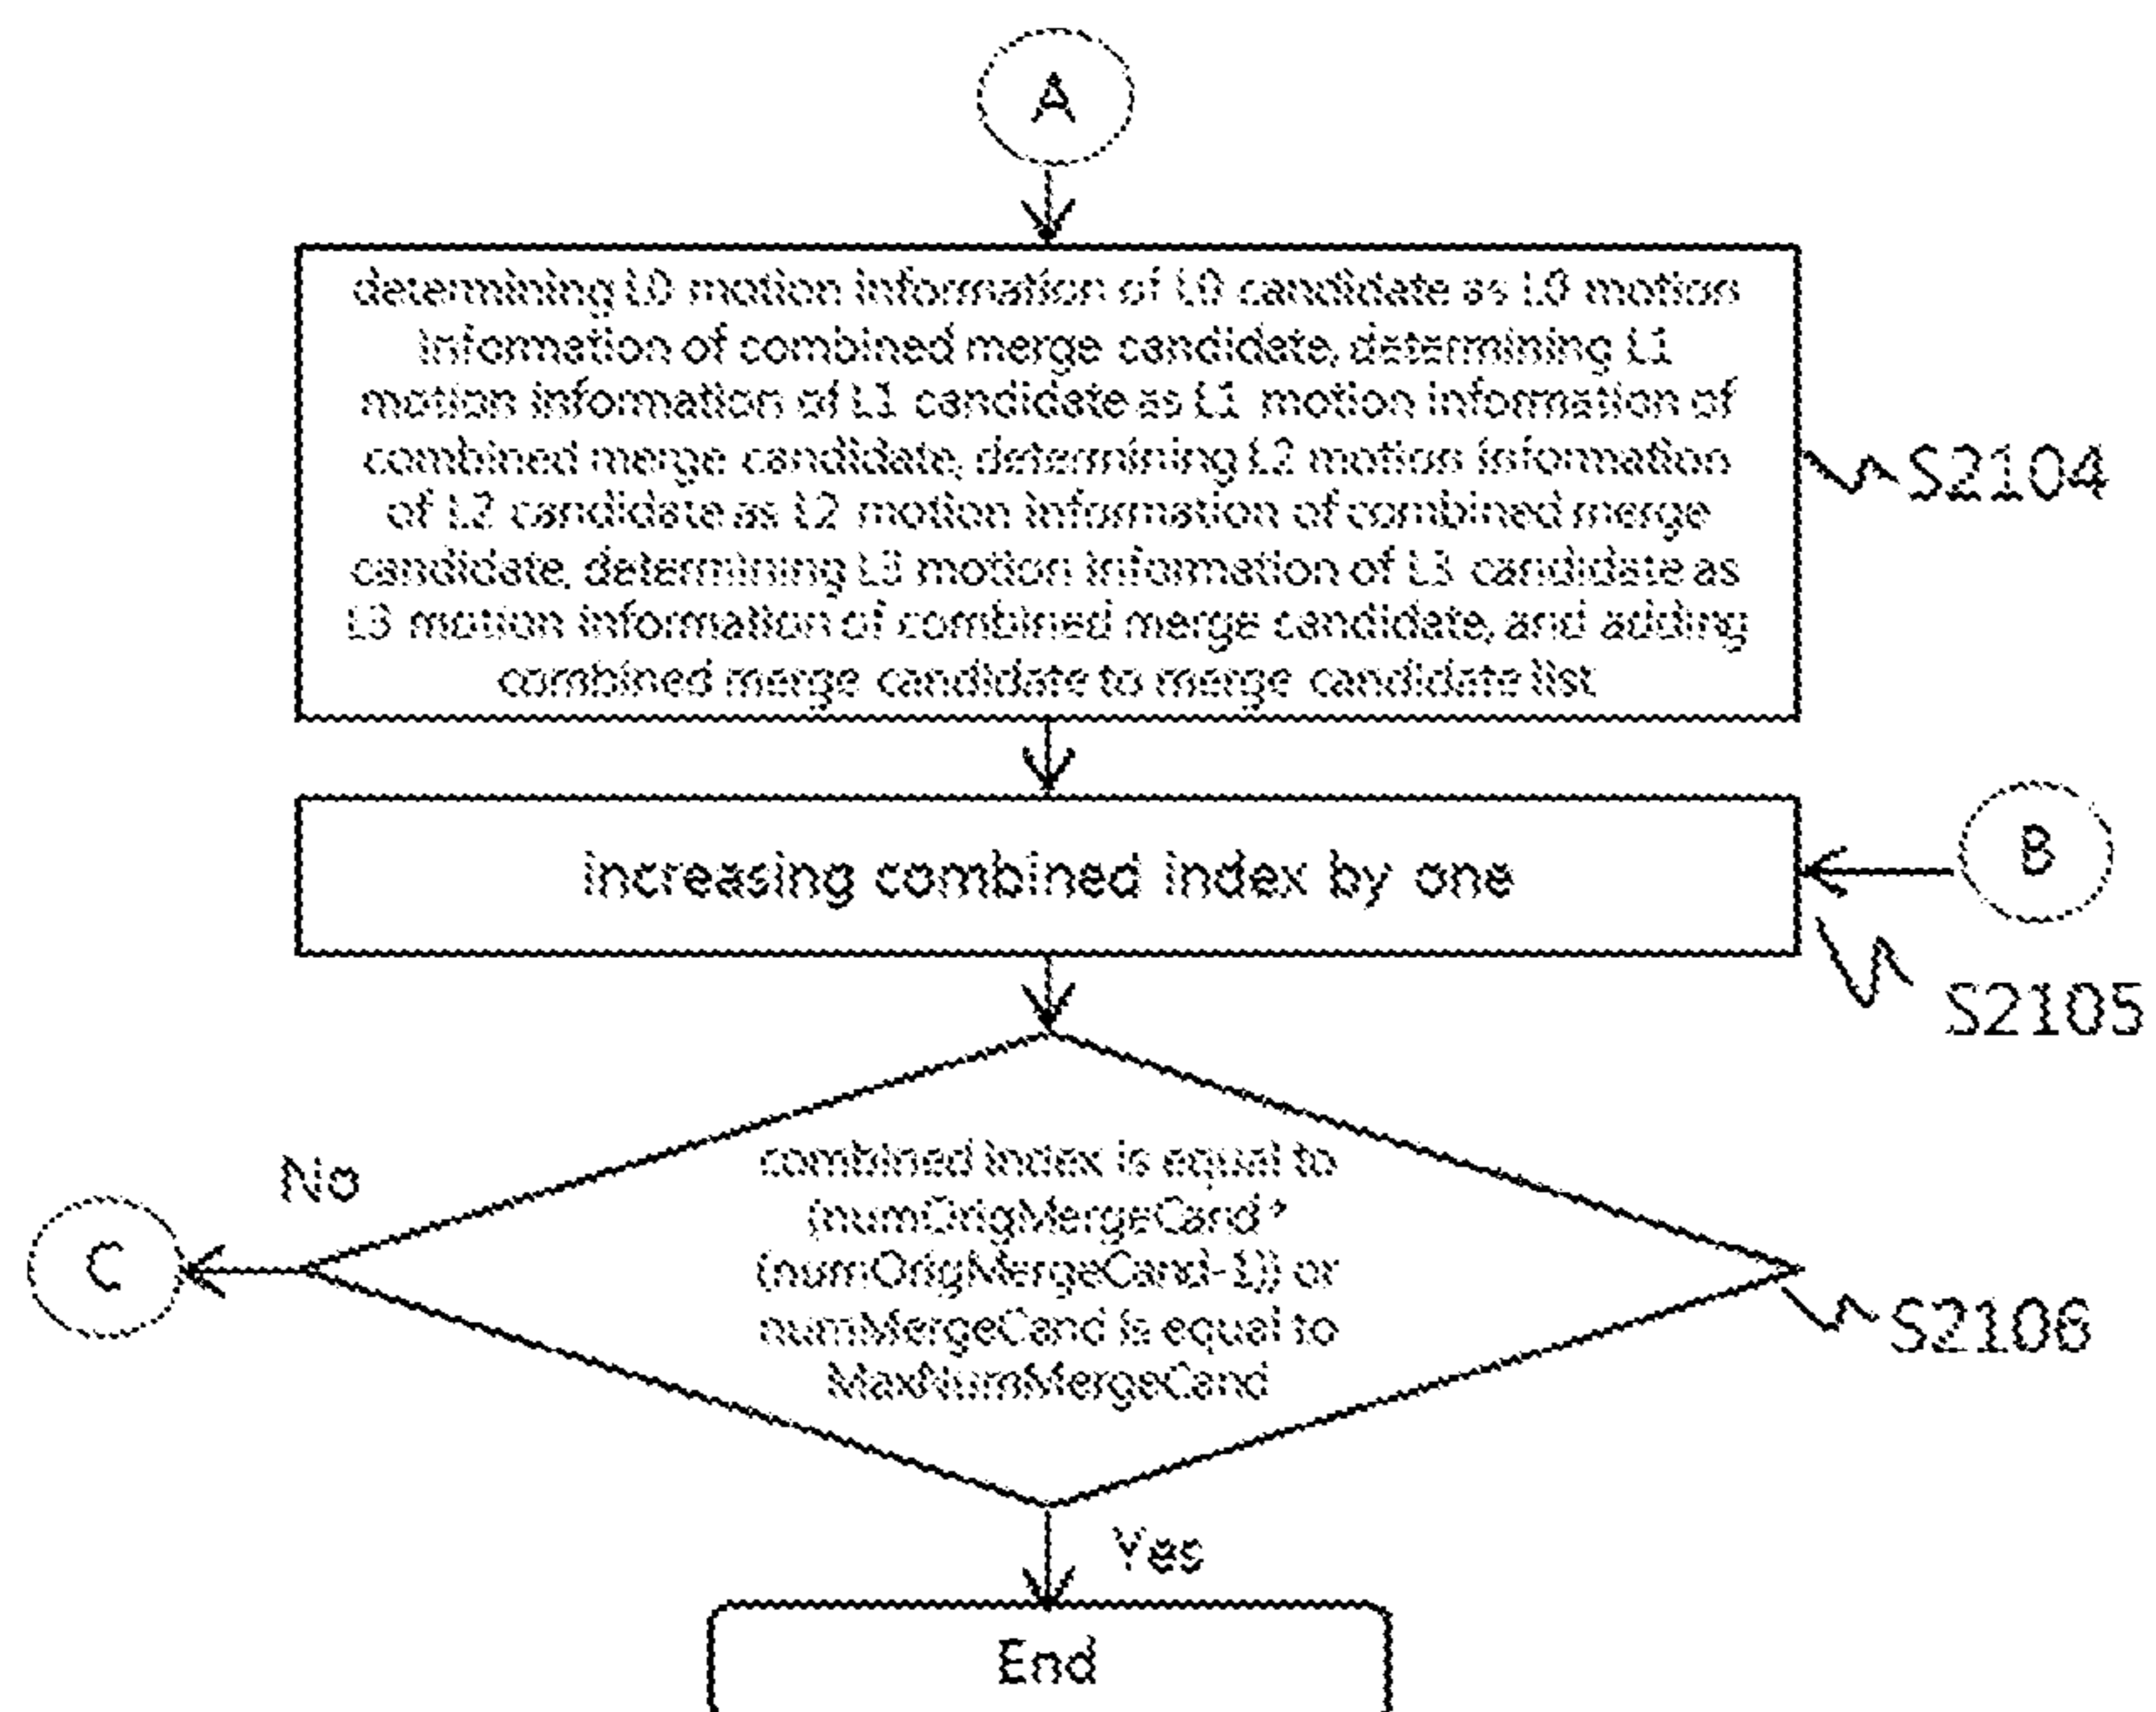 A
determining L0 motion information of L0 candidate as L0 motion
information of combined merge candidate, determining L1
motion information of L1 candidate as L1 motion information of
combined merge candidate, determining L2 motion information
of L2 candidate as L2 motion information of combined merge
candidate, determining L3 motion information of L3 candidate as
L3 motion information of combined merge candidate, and adding
combined merge candidate to merge candidate list
S2104
increasing combined index by one
B
S2105
combined index is equal to
(numOrigMergeCand*
(numOrigMergeCand-1)) or
numMergeCand is equal to
MaxNumMergeCand
No
C
S2106
Yes
End